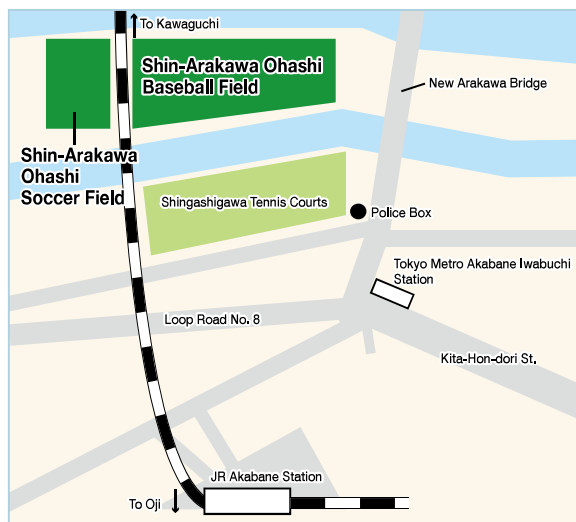 To Kawaguchi
Shin-Arakawa Ohashi
Baseball Field
New Arakawa Bridge
Shin-Arakawa
Ohashi
Soccer Field
Shingashigawa Tennis Courts
Police Box
Tokyo Metro Akabane Iwabuchi
Station
Loop Road No. 8
Kita-Hon-dori St.
JR Akabane Station
To Oji